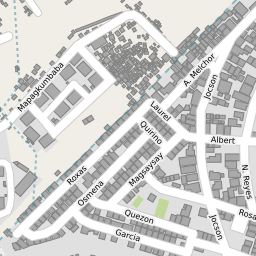 Mapagkumbaba
A. Melchor
Jocson
Laurel
Quirino
Albert
Magsaysay
N. Reyes
Roxas
Osmena
Quezon
Rosa
Jocson
Garcia